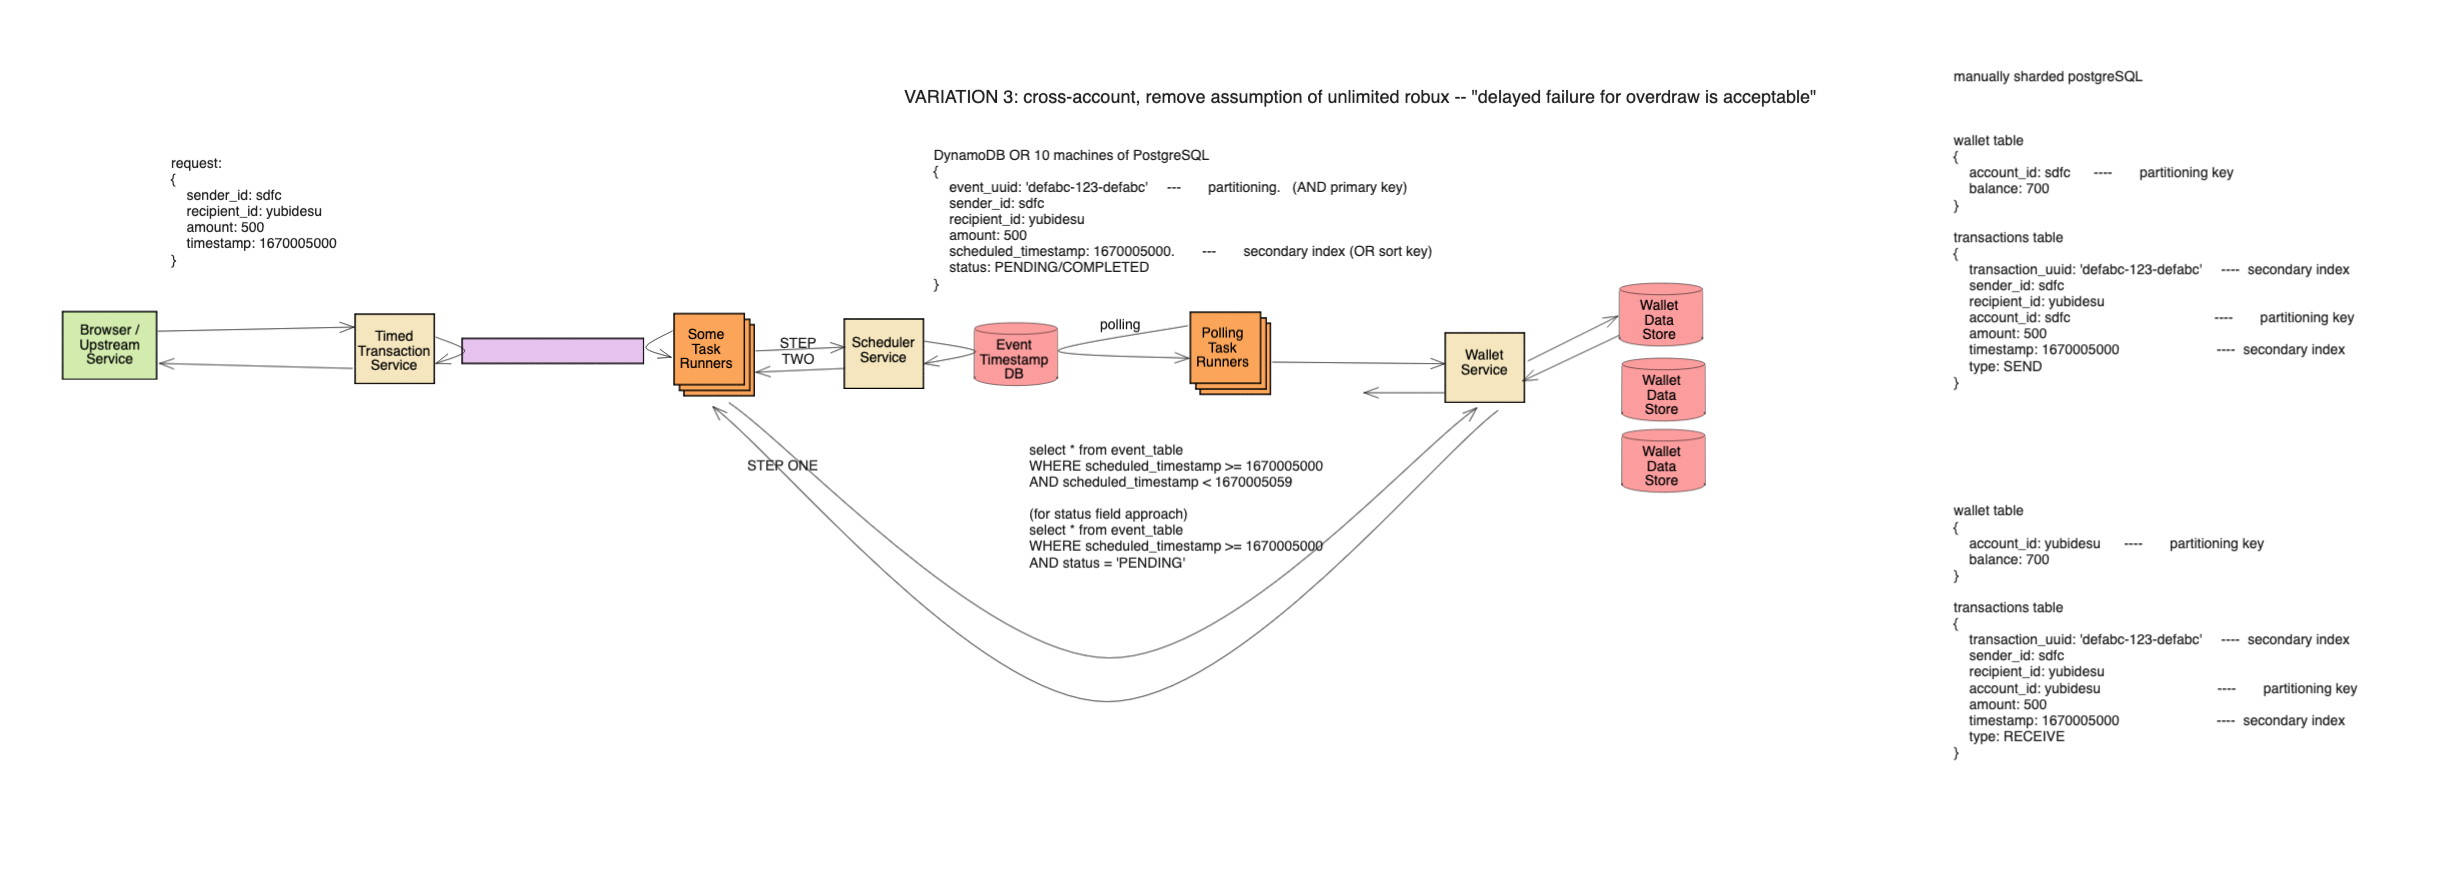 manually sharded postgreSQL
VARIATION 3: cross-account, remove assumption of unlimited robux -- "delayed failure for overdraw is acceptable"
request:
{
sender_id: sdfc
recipient_id: yubidesu
amount: 500
timestamp: 1670005000
}
DynamoDB OR 10 machines of PostgreSQL
{
event_uuid: 'defabc-123-defabc' --- partitioning. (AND primary key)
sender_id: sdfc
recipient_id: yubidesu
amount: 500
scheduled_timestamp: 1670005000. --- secondary index (OR sort key)
status: PENDING/COMPLETED
}
Browser /
Upstream
Service
Timed
Transaction
Service
Some
Task
Runners
STEP
TWO
Scheduler
Service
Event
Timestamp
DB
polling
Polling
Task
Runners
Wallet
Service
Wallet
Data
Store
Wallet
Data
Store
Wallet
Data
Store
STEP ONE
select * from event_table
WHERE scheduled_timestamp >= 1670005000
AND scheduled_timestamp < 1670005059
(for status field approach)
select * from event_table
WHERE scheduled_timestamp >= 1670005000
AND status = 'PENDING'
wallet table
{
account_id: sdfc ---- partitioning key
balance: 700
}
transactions table
{
transaction_uuid: 'defabc-123-defabc' ---- secondary index
sender_id: sdfc
recipient_id: yubidesu
account_id: sdfc ---- partitioning key
amount: 500
timestamp: 1670005000 ---- secondary index
type: SEND
}
wallet table
{
account_id: yubidesu ---- partitioning key
balance: 700
}
transactions table
{
transaction_uuid: 'defabc-123-defabc' ---- secondary index
sender_id: sdfc
recipient_id: yubidesu
account_id: yubidesu ---- partitioning key
amount: 500
timestamp: 1670005000 ---- secondary index
type: RECEIVE
}